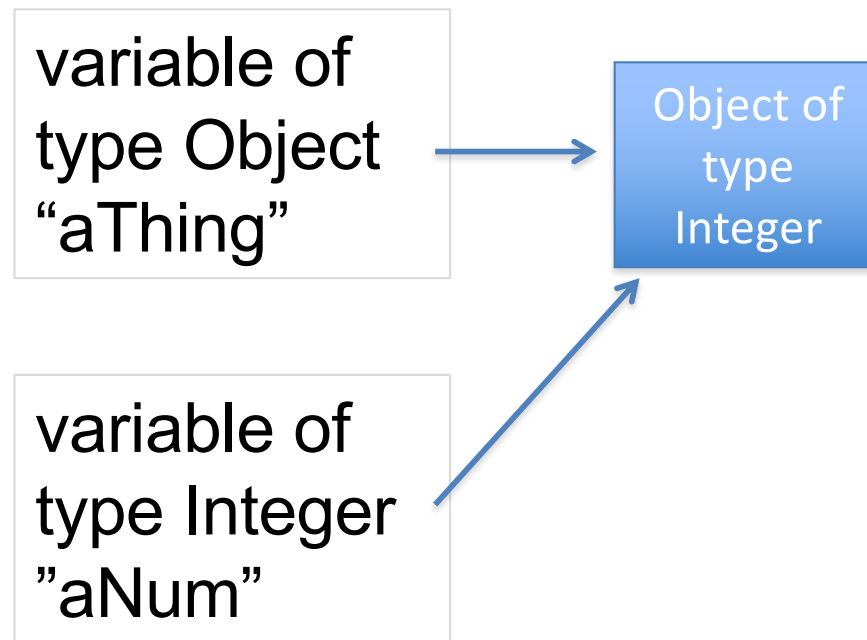 variable of
type Object
“aThing”
Object of
type
Integer
variable of
type Integer
”aNum”